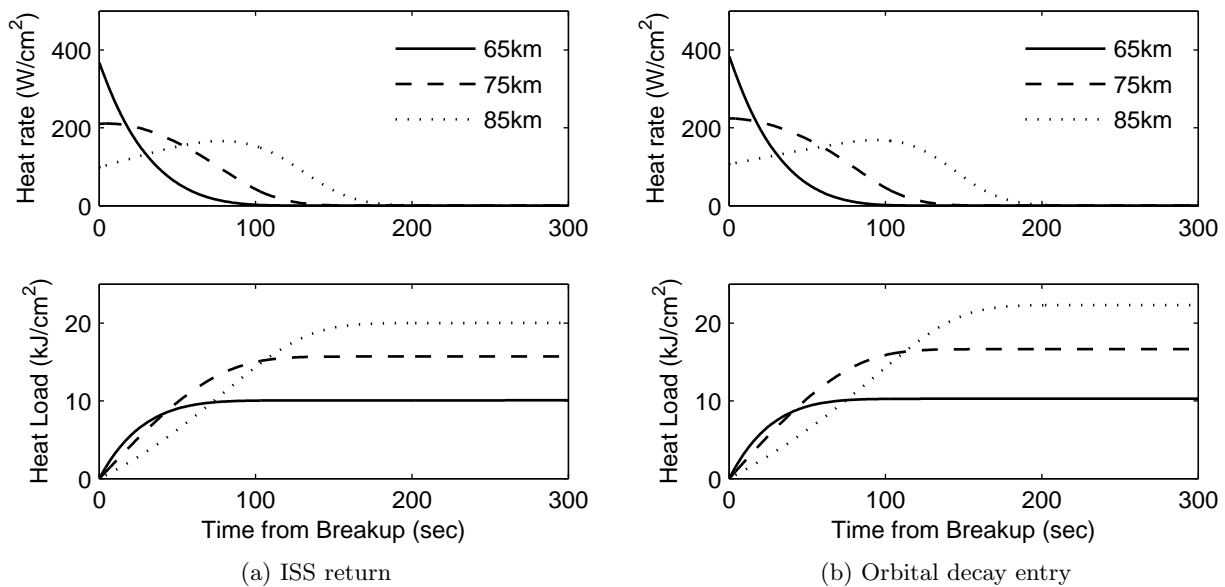 Heat rate (W/cm²)
400
200
0
0 100 200 300
65km
75km
85km
Heat Load (kJ/cm²)
20
10
0
0 100 200 300
Time from Breakup (sec)
(a) ISS return
Heat rate (W/cm²)
400
200
0
0 100 200 300
65km
75km
85km
Heat Load (kJ/cm²)
20
10
0
0 100 200 300
Time from Breakup (sec)
(b) Orbital decay entry